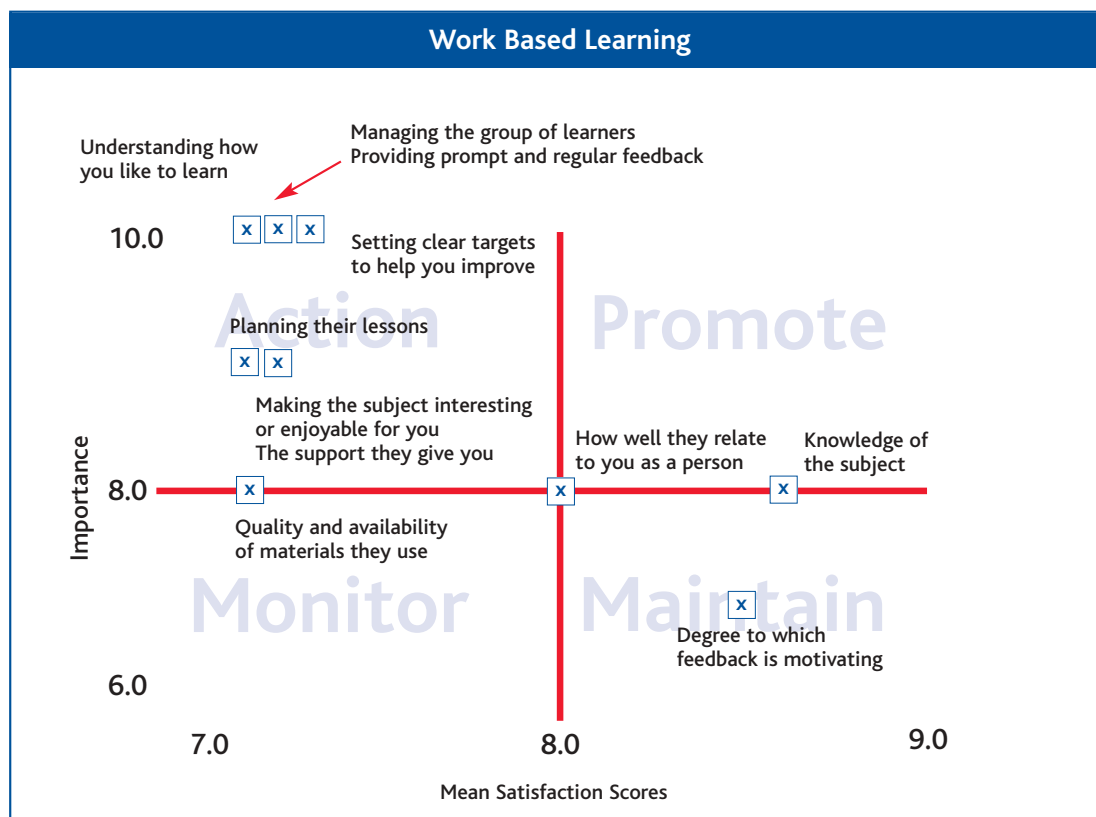 Work Based Learning
Understanding how
you like to learn
Managing the group of learners
Providing prompt and regular feedback
10.0
x x x
Setting clear targets
to help you improve
Action
Promote
Planning their lessons
x x
Making the subject interesting
or enjoyable for you
The support they give you
How well they relate
to you as a person
Knowledge of
the subject
Importance
8.0
x
x
x
Quality and availability
of materials they use
Monitor
Maintain
x
Degree to which
feedback is motivating
6.0
7.0
8.0
9.0
Mean Satisfaction Scores